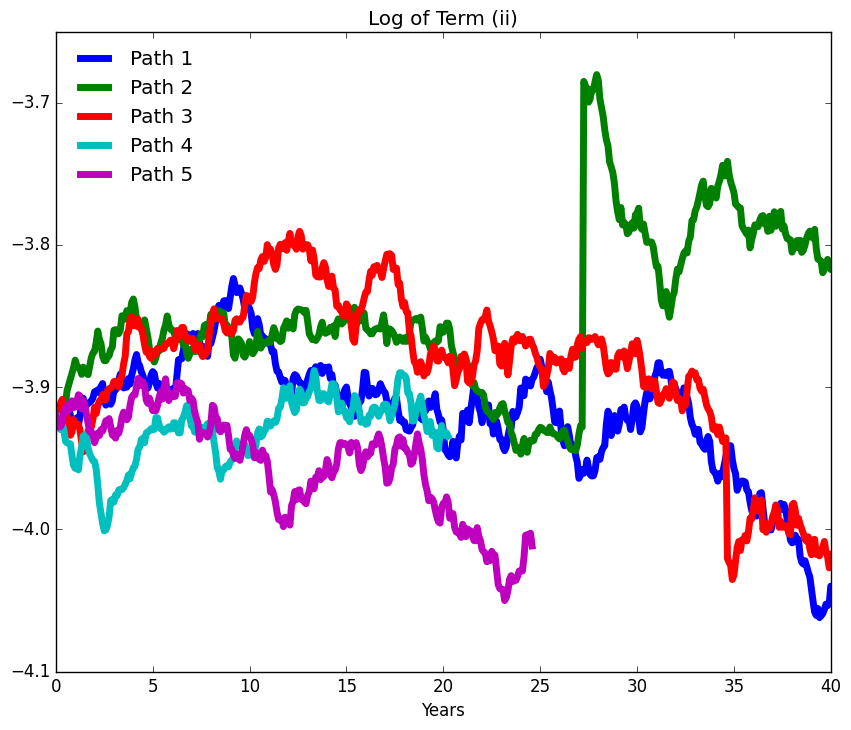 Log of Term (ii)
Path 1
Path 2
Path 3
Path 4
Path 5
−3.7
−3.8
−3.9
−4.0
−4.1
0 5 10 15 20 25 30 35 40
Years